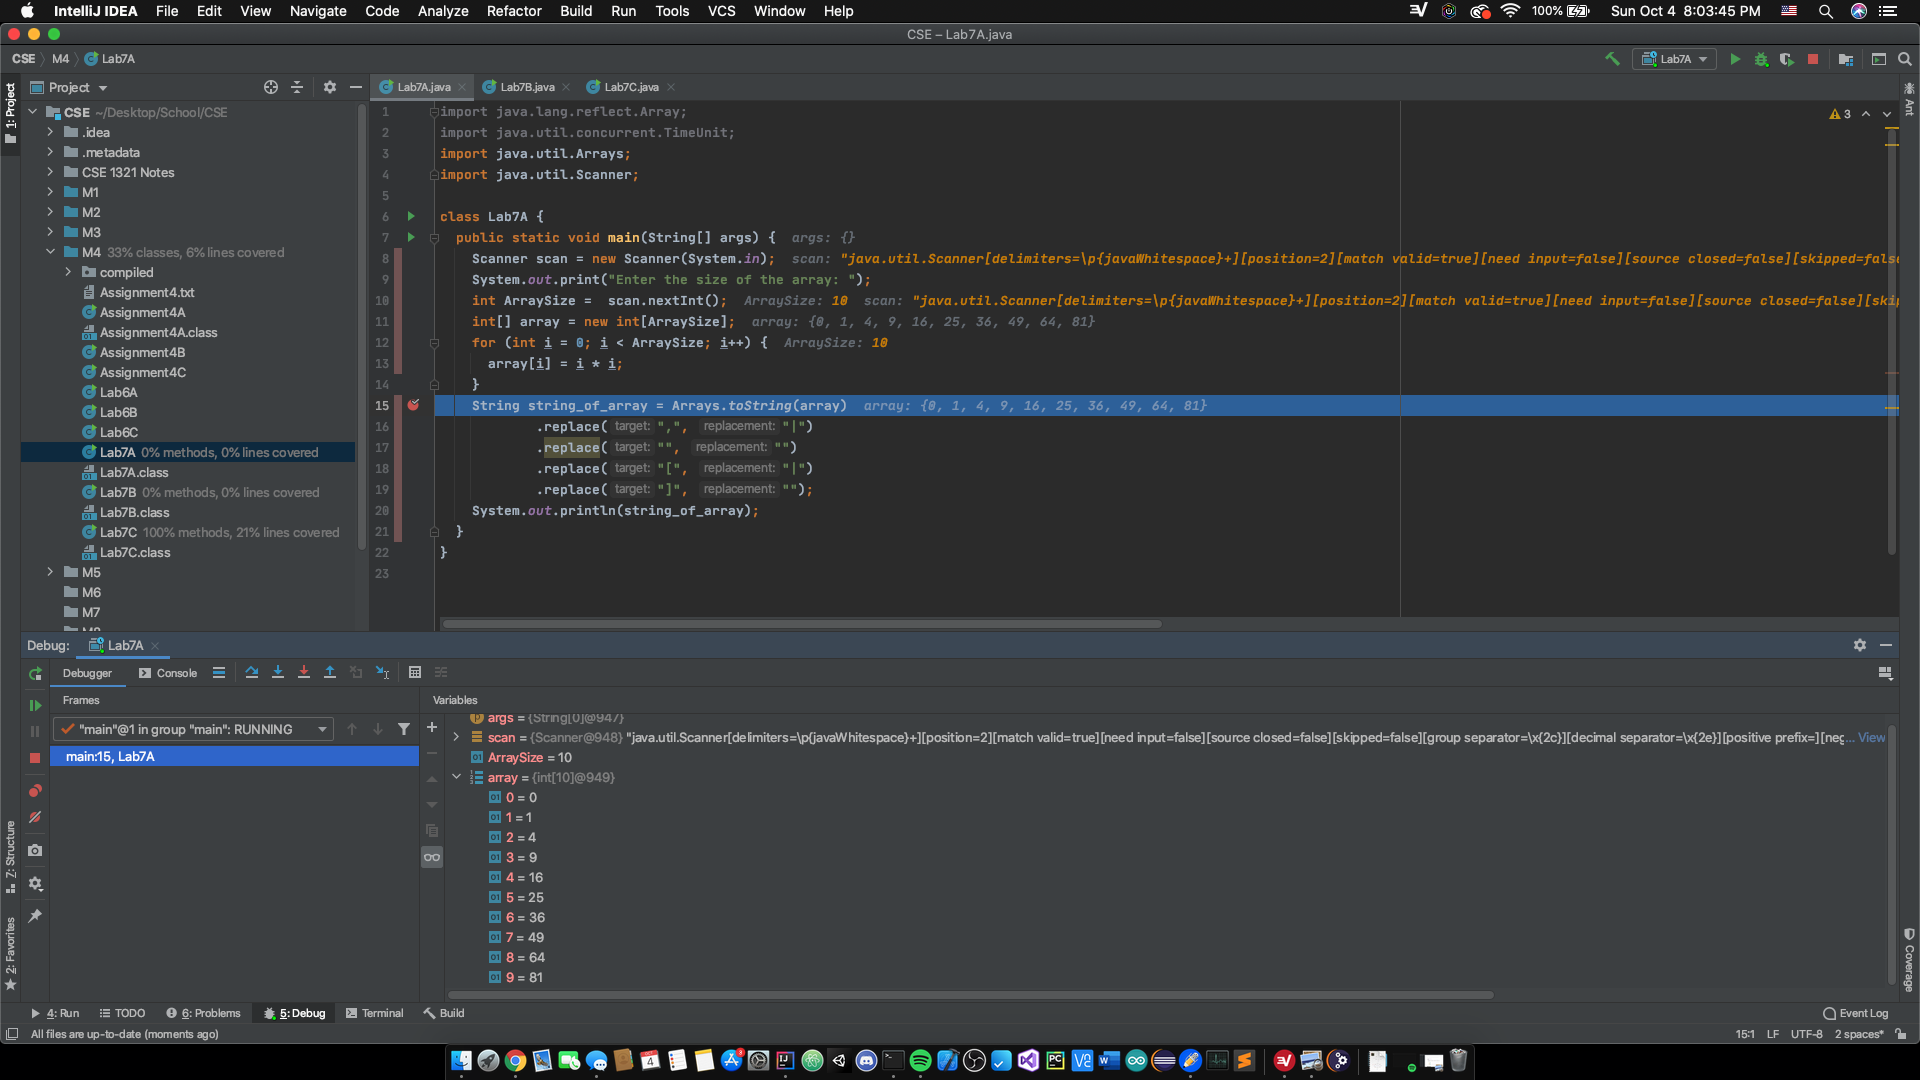 IntelliJ IDEA File Edit View Navigate Code Analyze Refactor Build Run Tools VCS Window Help 100% Sun Oct 4 8:03:45 PM
CSE – Lab7A.java
CSE M4 Lab7A Lab7A
1: Project Project Lab7A.java Lab7B.java Lab7C.java Ant
CSE ~/Desktop/School/CSE
.idea
.metadata
CSE 1321 Notes
M1
M2
M3
M4 33% classes, 6% lines covered
compiled
Assignment4.txt
Assignment4A
Assignment4A.class
Assignment4B
Assignment4C
Lab6A
Lab6B
Lab6C
Lab7A 0% methods, 0% lines covered
Lab7A.class
Lab7B 0% methods, 0% lines covered
Lab7B.class
Lab7C 100% methods, 21% lines covered
Lab7C.class
M5
M6
M7
3
1 import java.lang.reflect.Array;
2 import java.util.concurrent.TimeUnit;
3 import java.util.Arrays;
4 import java.util.Scanner;
5
6 class Lab7A {
7 public static void main(String[] args) { args: {}
8 Scanner scan = new Scanner(System.in); scan: "java.util.Scanner[delimiters=\p{javaWhitespace}+][position=2][match valid=true][need input=false][source closed=false][skipped=fals
9 System.out.print("Enter the size of the array: ");
10 int ArraySize = scan.nextInt(); ArraySize: 10 scan: "java.util.Scanner[delimiters=\p{javaWhitespace}+][position=2][match valid=true][need input=false][source closed=false][ski
11 int[] array = new int[ArraySize]; array: {0, 1, 4, 9, 16, 25, 36, 49, 64, 81}
12 for (int i = 0; i < ArraySize; i++) { ArraySize: 10
13 array[i] = i * i;
14 }
15 String string_of_array = Arrays.toString(array) array: {0, 1, 4, 9, 16, 25, 36, 49, 64, 81}
16 .replace( target: ",", replacement: "|")
17 .replace( target: "", replacement: "")
18 .replace( target: "[", replacement: "|")
19 .replace( target: "]", replacement: "");
20 System.out.println(string_of_array);
21 }
22 }
23
Debug: Lab7A
Debugger Console
Frames Variables
"main"@1 in group "main": RUNNING
main:15, Lab7A
args = {String[0]@947}
scan = {Scanner@948} "java.util.Scanner[delimiters=\p{javaWhitespace}+][position=2][match valid=true][need input=false][source closed=false][skipped=false][group separator=\x{2c}][decimal separator=\x{2e}][positive prefix=][neg... View
ArraySize = 10
array = {int[10]@949}
0 = 0
1 = 1
2 = 4
3 = 9
4 = 16
5 = 25
6 = 36
7 = 49
8 = 64
9 = 81
Z: Structure
2: Favorites
Coverage
4: Run TODO 6: Problems 5: Debug Terminal Build Event Log
All files are up-to-date (moments ago) 15:1 LF UTF-8 2 spaces*